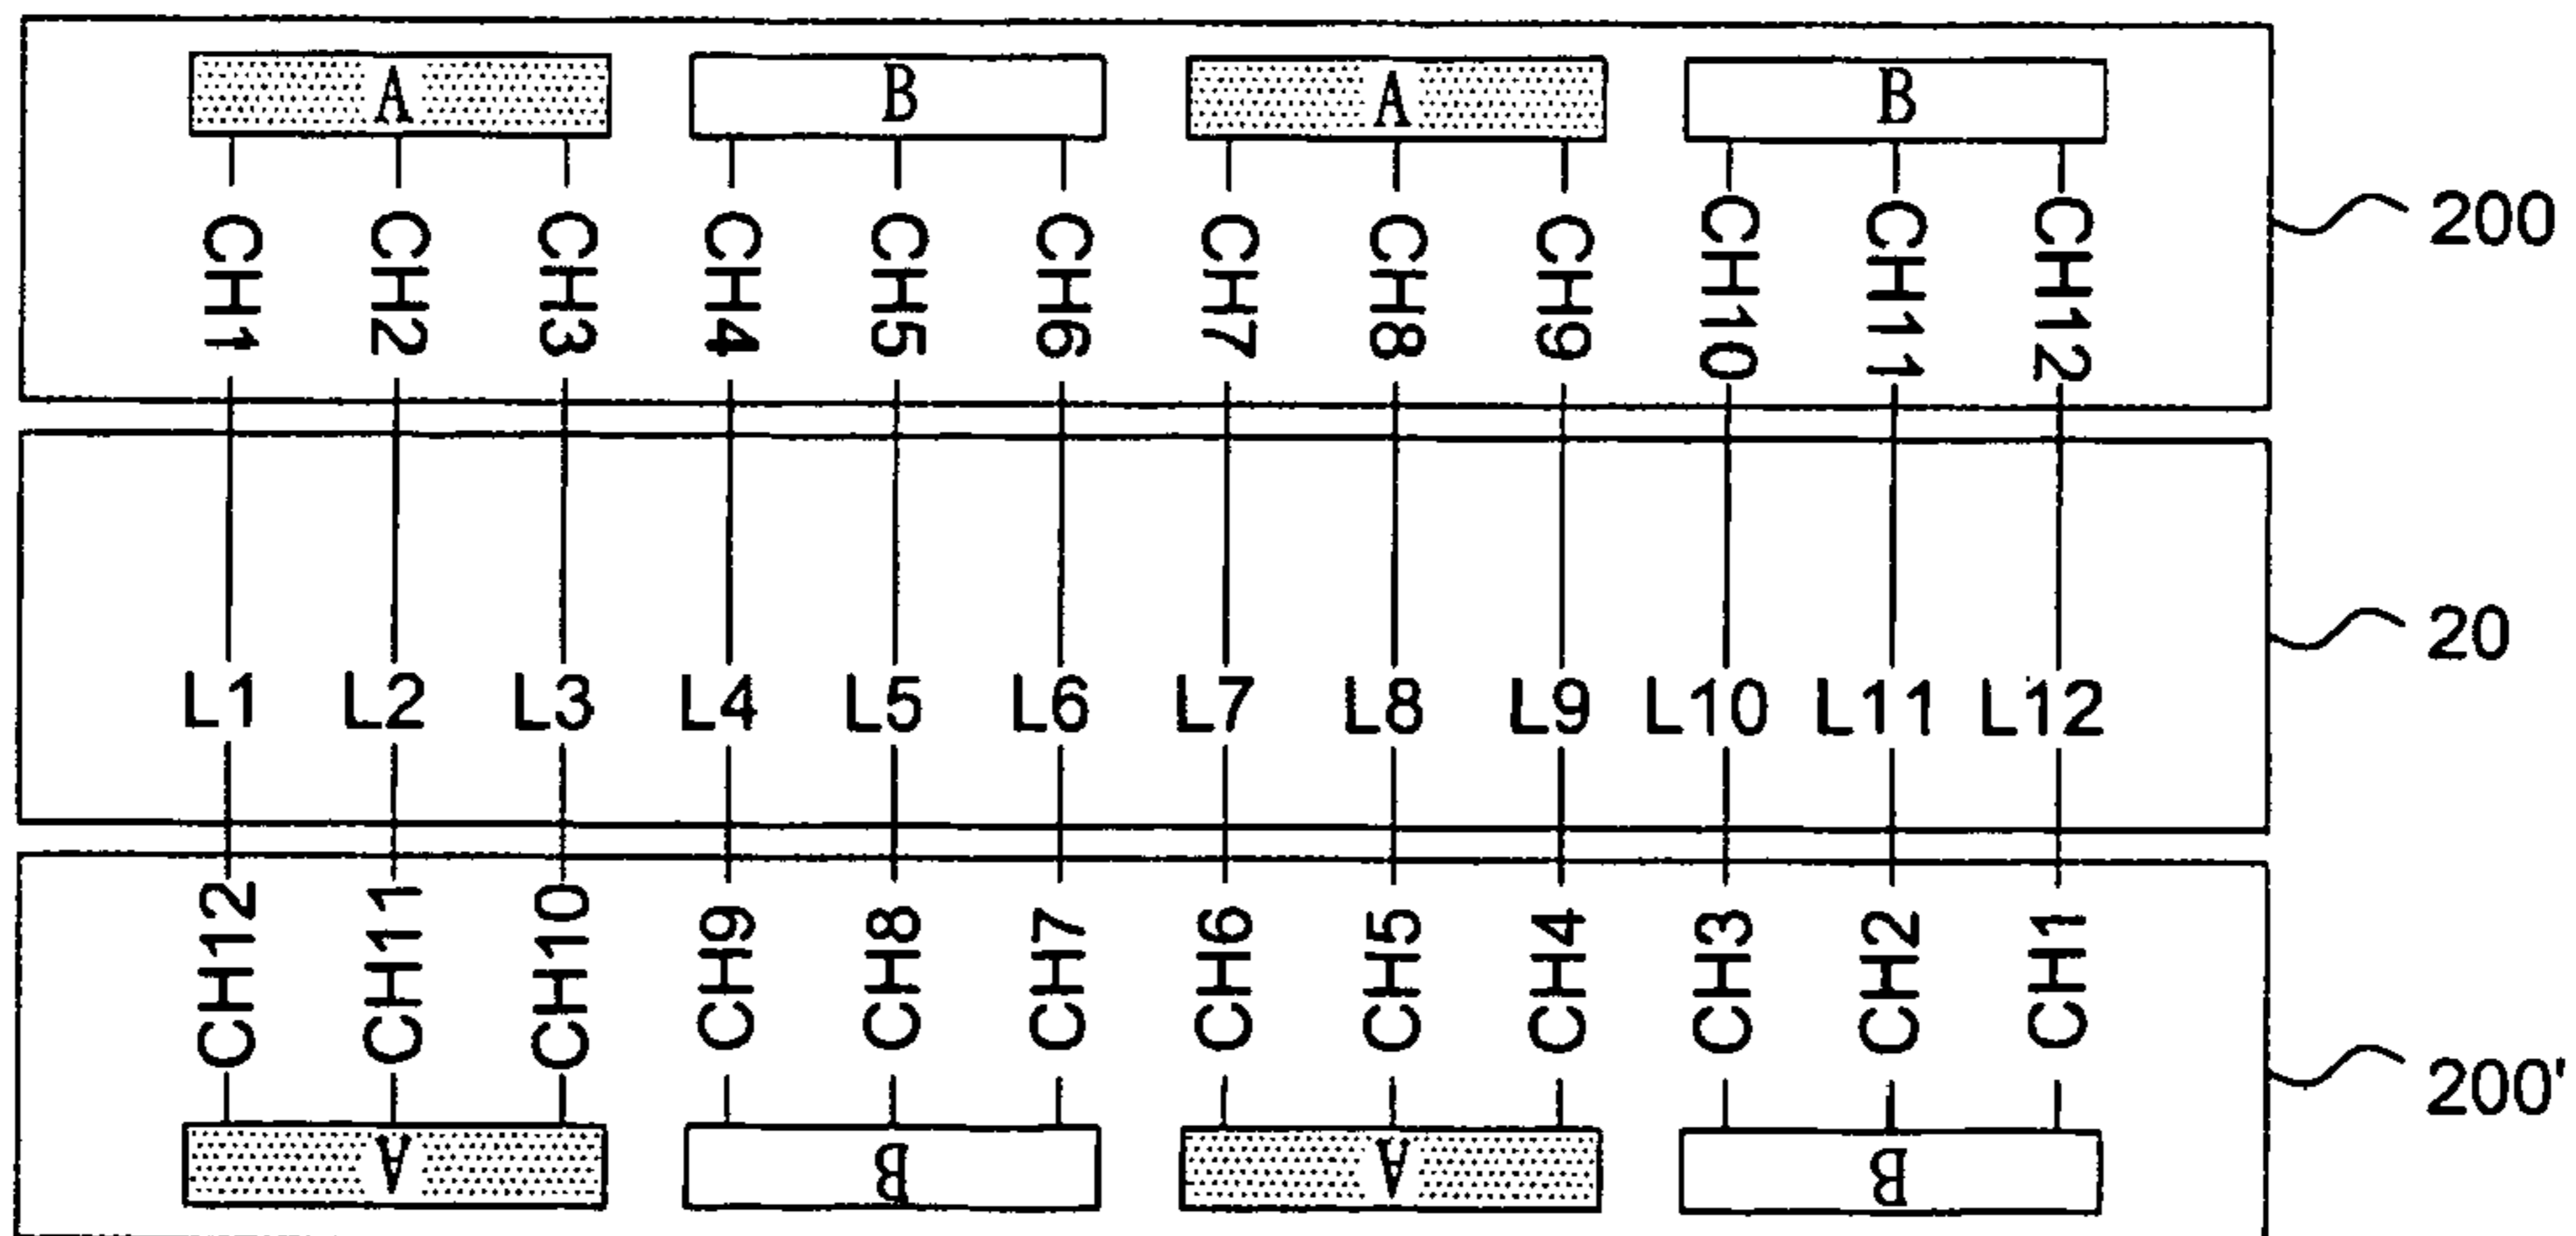 A B A B
CH1 CH2 CH3 CH4 CH5 CH6 CH7 CH8 CH9 CH10 CH11 CH12
200
L1 L2 L3 L4 L5 L6 L7 L8 L9 L10 L11 L12
20
CH12 CH11 CH10 CH9 CH8 CH7 CH6 CH5 CH4 CH3 CH2 CH1
200'
A B A B